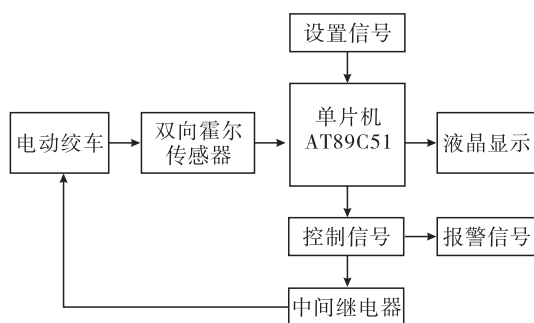 设置信号
电动绞车
双向霍尔
传感器
单片机
AT89C51
液晶显示
控制信号
报警信号
中间继电器